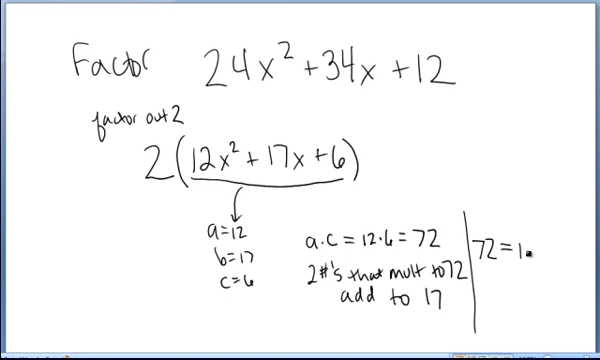 Factor 24x² + 34x + 12
factor out 2
2(12x² + 17x + 6)
a=12
b=17
c=6
a·c = 12·6 = 72
2 #'s that mult to 72
add to 17
72 = 1·